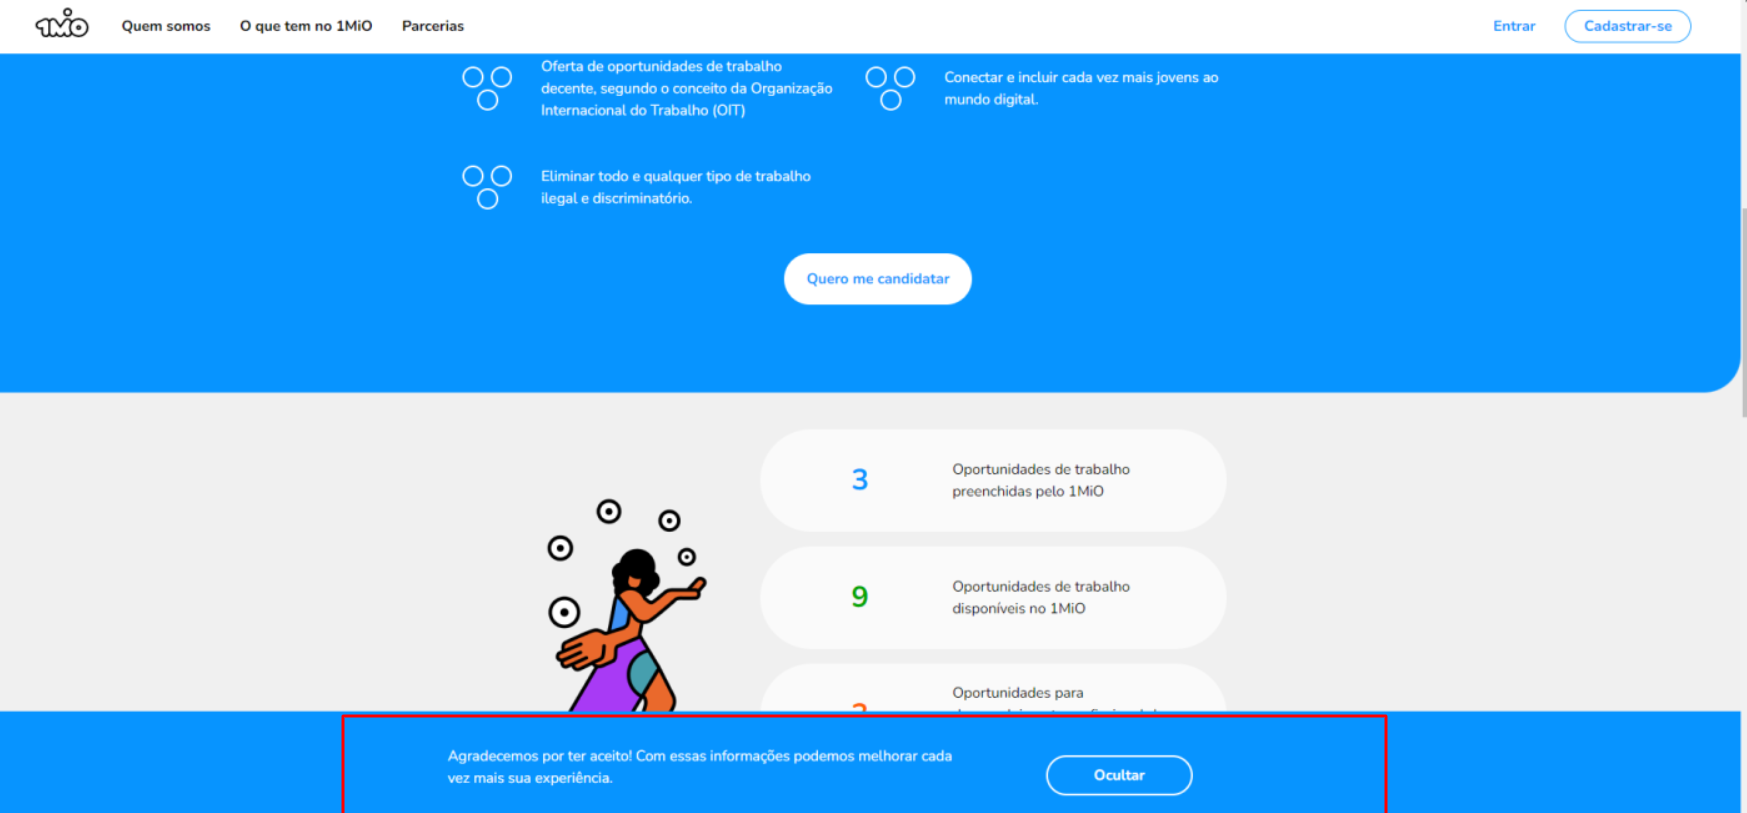 1MiO
Quem somos
O que tem no 1MiO
Parcerias
Entrar
Cadastrar-se
Oferta de oportunidades de trabalho
decente, segundo o conceito da Organização
Internacional do Trabalho (OIT)
Conectar e incluir cada vez mais jovens ao
mundo digital.
Eliminar todo e qualquer tipo de trabalho
ilegal e discriminatório.
Quero me candidatar
3
Oportunidades de trabalho
preenchidas pelo 1MiO
9
Oportunidades de trabalho
disponíveis no 1MiO
Oportunidades para
Agradecemos por ter aceito! Com essas informações podemos melhorar cada
vez mais sua experiência.
Ocultar